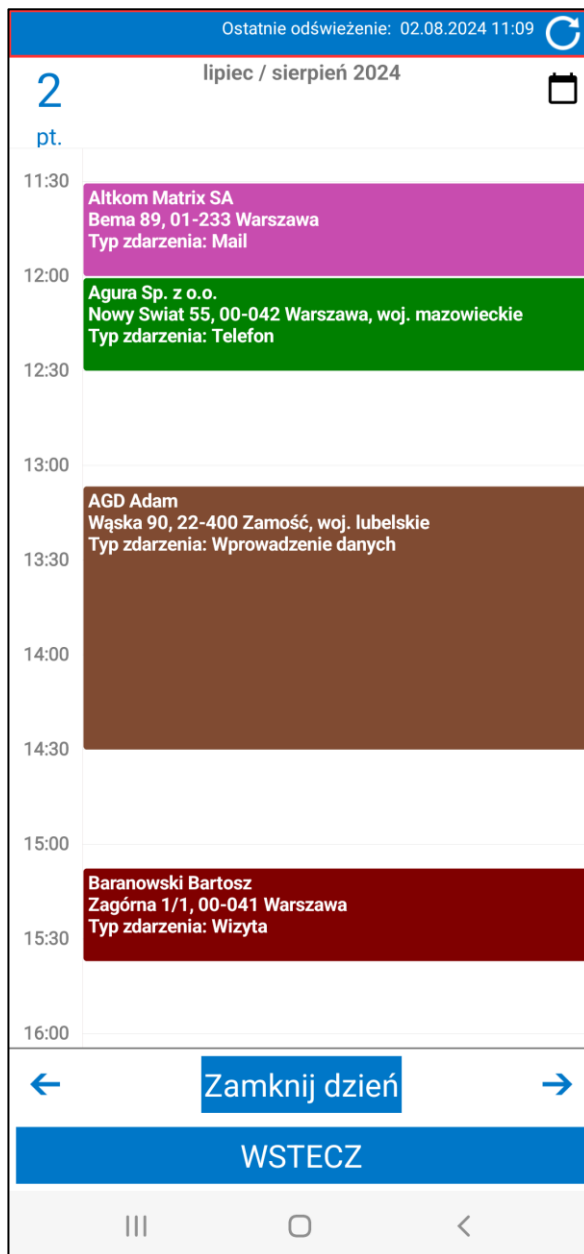 Ostatnie odświeżenie: 02.08.2024 11:09
lipiec / sierpień 2024
2
pt.
11:30
Altkom Matrix SA
Bema 89, 01-233 Warszawa
Typ zdarzenia: Mail
12:00
Agura Sp. z o.o.
Nowy Swiat 55, 00-042 Warszawa, woj. mazowieckie
Typ zdarzenia: Telefon
12:30
13:00
AGD Adam
Wąska 90, 22-400 Zamość, woj. lubelskie
Typ zdarzenia: Wprowadzenie danych
13:30
14:00
14:30
15:00
Baranowski Bartosz
Zagórna 1/1, 00-041 Warszawa
Typ zdarzenia: Wizyta
15:30
16:00
Zamknij dzień
WSTECZ